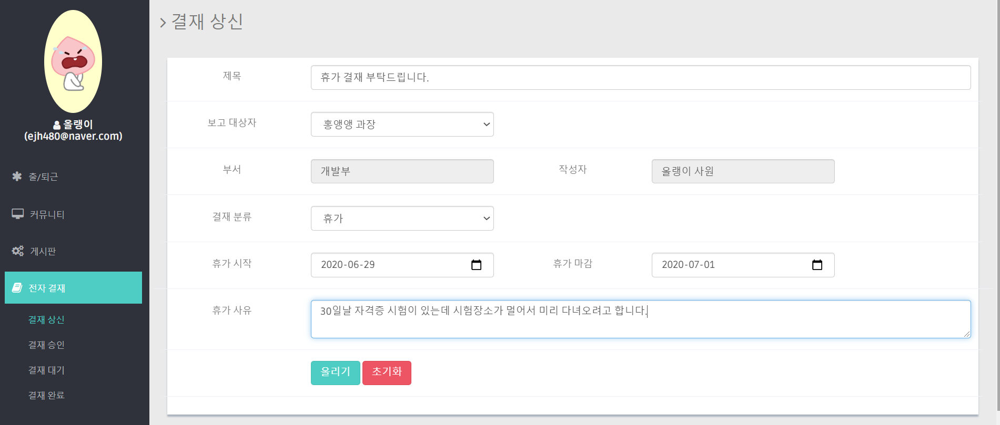 올랭이
(ejh480@naver.com)
출/퇴근
커뮤니티
게시판
전자 결재
결재 상신
결재 승인
결재 대기
결재 완료
결재 상신
제목 휴가 결재 부탁드립니다.
보고 대상자 홍앵앵 과장
부서 개발부 작성자 올랭이 사원
결재 분류 휴가
휴가 시작 2020-06-29 휴가 마감 2020-07-01
휴가 사유 30일날 자격증 시험이 있는데 시험장소가 멀어서 미리 다녀오려고 합니다.
올리기 초기화